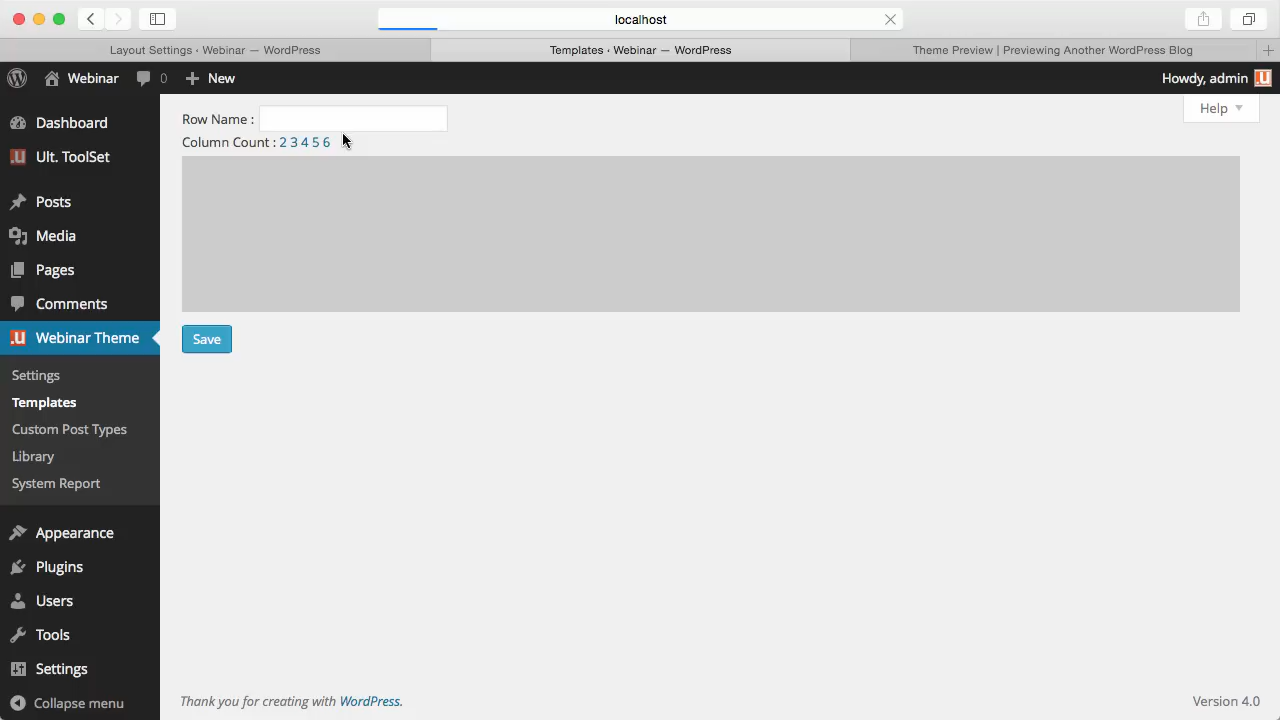 localhost
Layout Settings ‹ Webinar — WordPress
Templates ‹ Webinar — WordPress
Theme Preview | Previewing Another WordPress Blog
Webinar
0
New
Howdy, admin
Help
Row Name :
Column Count : 2 3 4 5 6
Save
Dashboard
Ult. ToolSet
Posts
Media
Pages
Comments
Webinar Theme
Settings
Templates
Custom Post Types
Library
System Report
Appearance
Plugins
Users
Tools
Settings
Collapse menu
Thank you for creating with WordPress.
Version 4.0